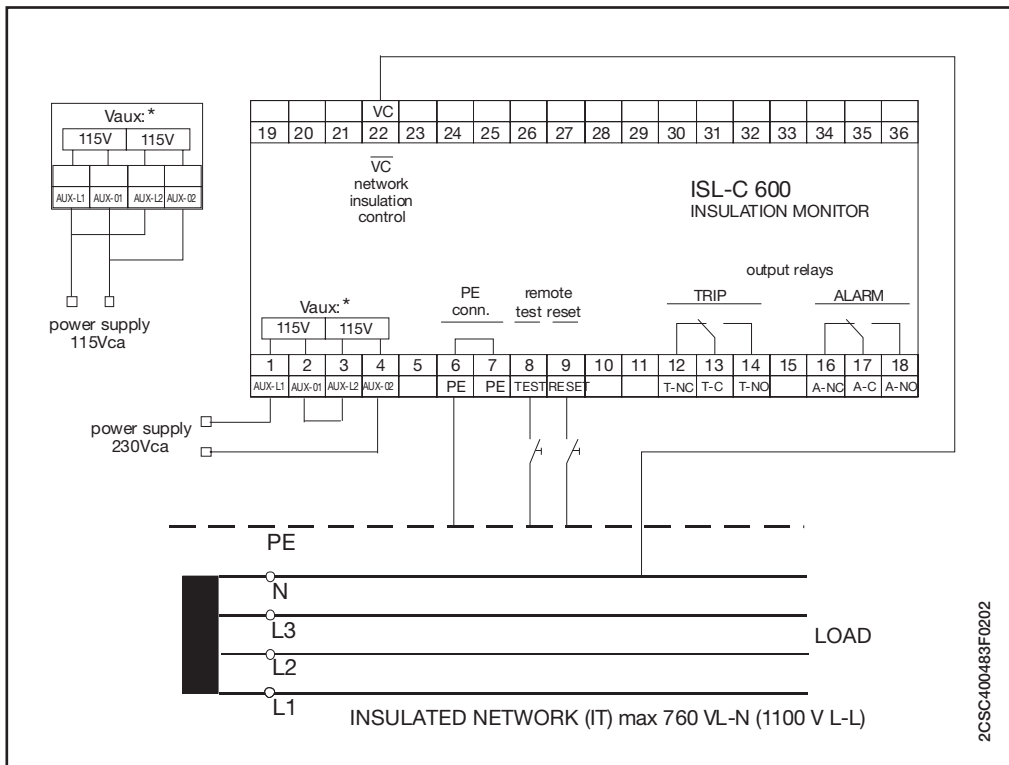 VC
19 20 21 22 23 24 25 26 27 28 29 30 31 32 33 34 35 36
Vaux: *
115V 115V
AUX-L1 AUX-01 AUX-L2 AUX-02
power supply
115Vca
VC
network
insulation
control
ISL-C 600
INSULATION MONITOR
output relays
TRIP ALARM
PE
conn.
remote
test reset
Vaux: *
115V 115V
1 2 3 4 5 6 7 8 9 10 11 12 13 14 15 16 17 18
AUX-L1 AUX-01 AUX-L2 AUX-02 PE PE TEST RESET T-NC T-C T-NO A-NC A-C A-NO
power supply
230Vca
PE
N
L3
LOAD
L2
L1
INSULATED NETWORK (IT) max 760 VL-N (1100 V L-L)
2CSC400483F0202